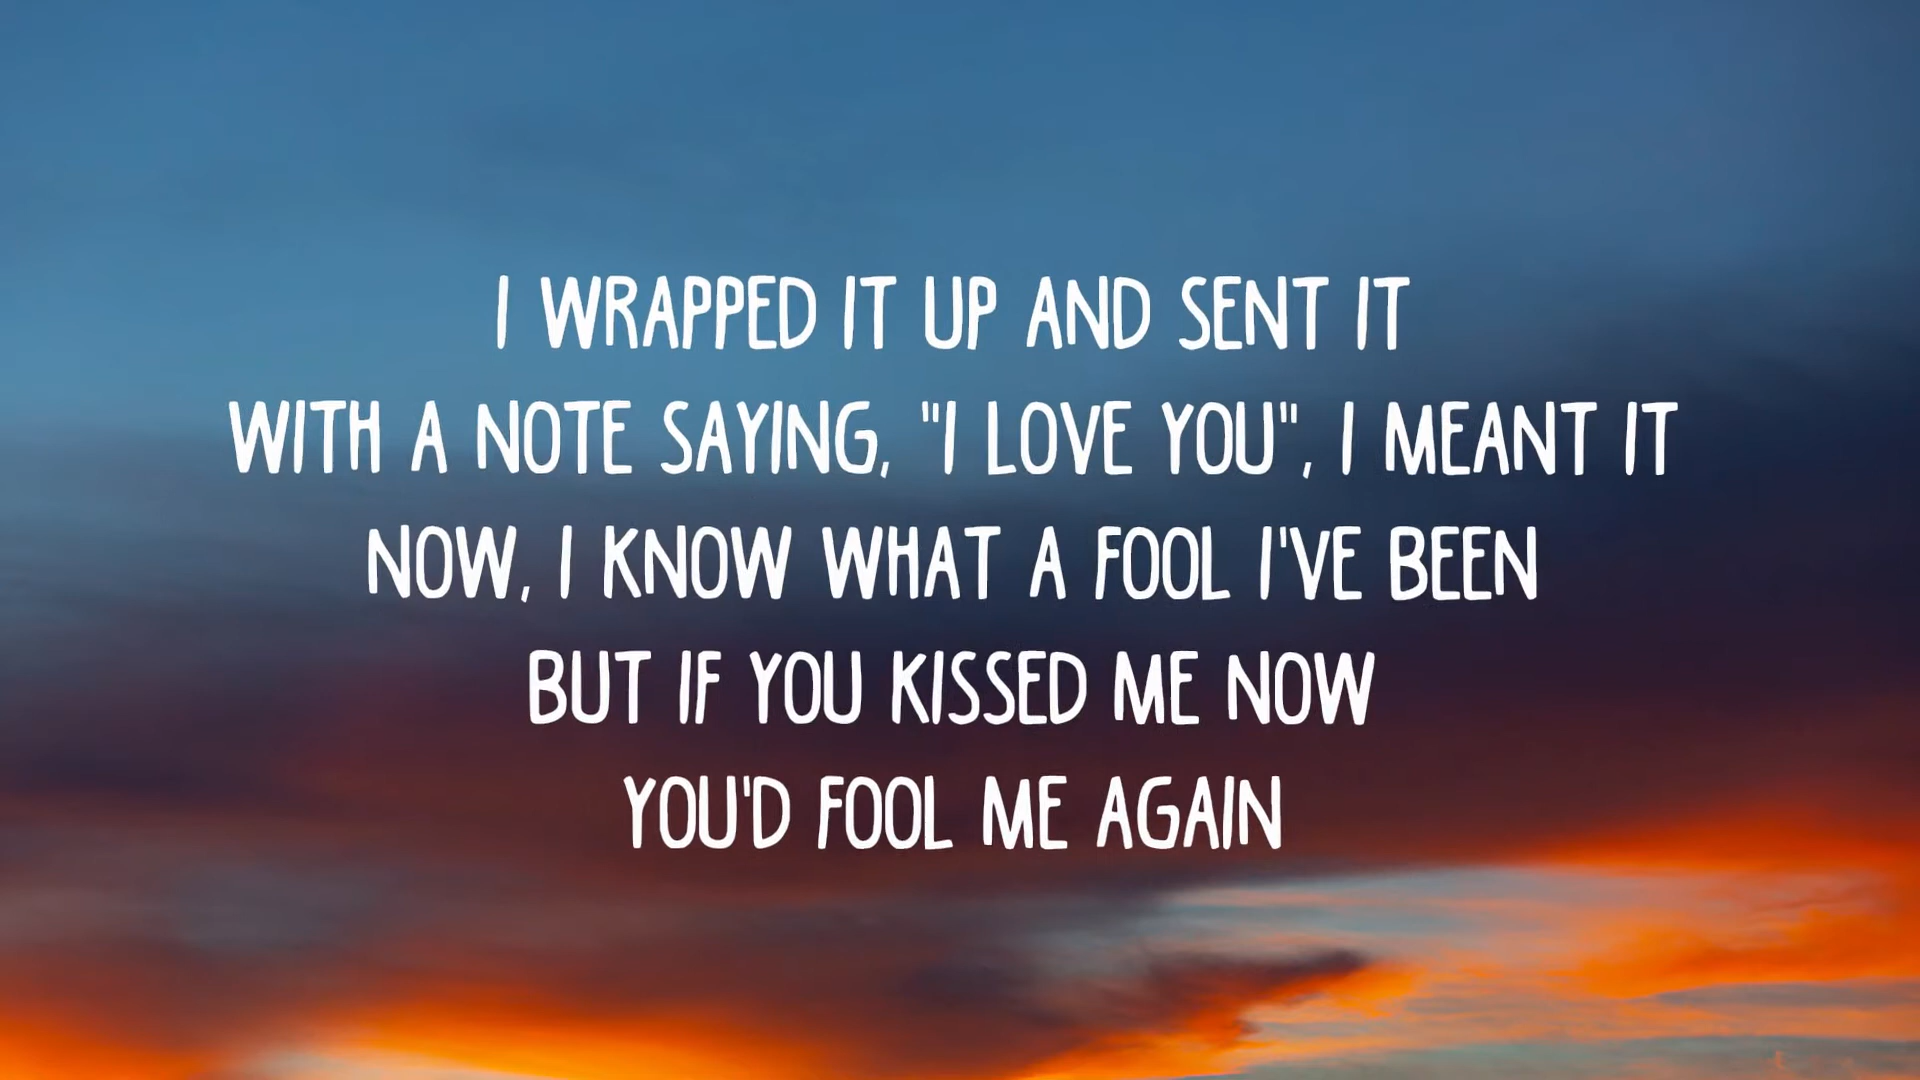 I WRAPPED IT UP AND SENT IT
WITH A NOTE SAYING, "I LOVE YOU", I MEANT IT
NOW, I KNOW WHAT A FOOL I'VE BEEN
BUT IF YOU KISSED ME NOW
YOU'D FOOL ME AGAIN